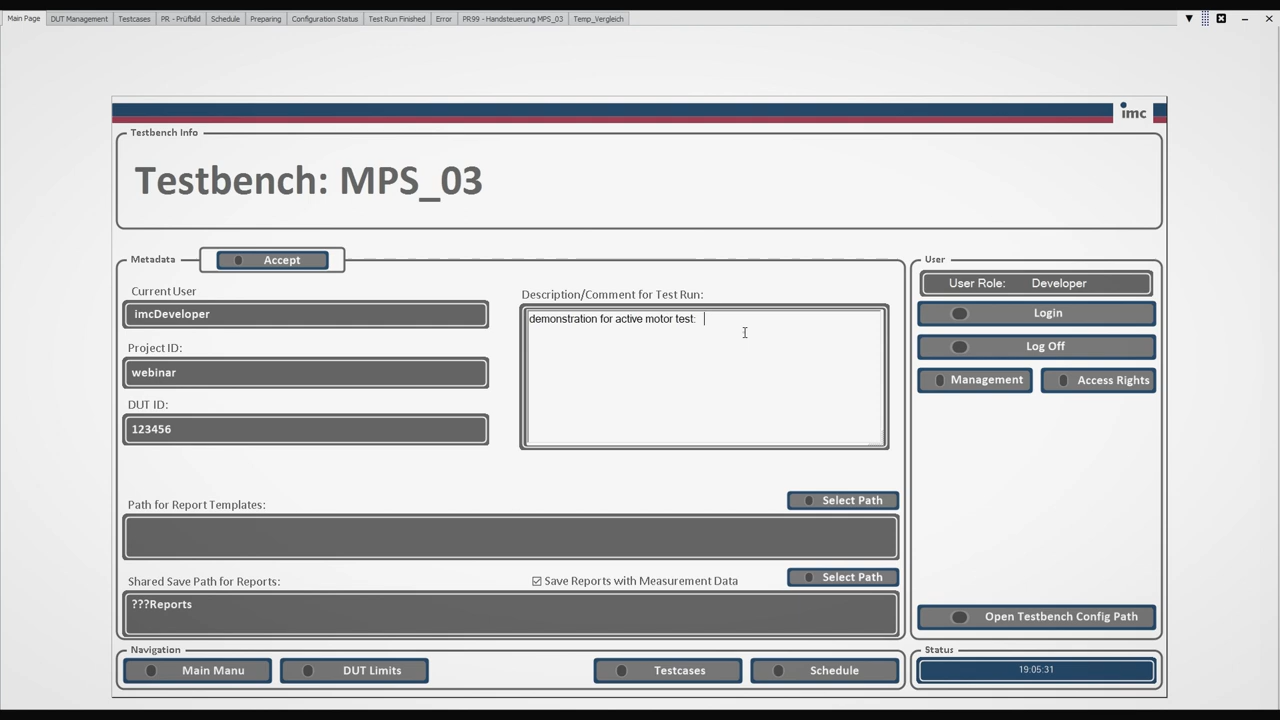 Main Page DUT Management Testcases PR - Prüfbild Schedule Preparing Configuration Status Test Run Finished Error PR99 - Handsteuerung MPS_03 Temp_Vergleich
imc
Testbench Info
Testbench: MPS_03
Metadata
Accept
Current User
imcDeveloper
Project ID:
webinar
DUT ID:
123456
Description/Comment for Test Run:
demonstration for active motor test:
Path for Report Templates:
Select Path
Shared Save Path for Reports:
Save Reports with Measurement Data
Select Path
???Reports
User
User Role: Developer
Login
Log Off
Management Access Rights
Open Testbench Config Path
Navigation
Main Manu DUT Limits Testcases Schedule
Status
19:05:31